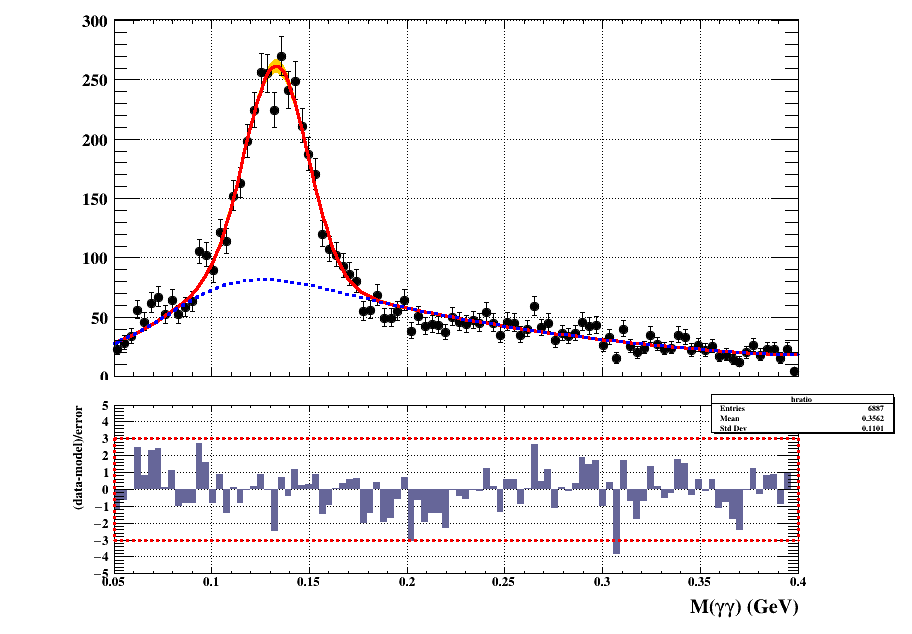 300
250
200
150
100
50
0
(data-model)/error
5
4
3
2
1
0
−1
−2
−3
−4
−5
hratio
Entries 6887
Mean 0.3562
Std Dev 0.1101
0.05 0.1 0.15 0.2 0.25 0.3 0.35 0.4
M(γγ) (GeV)